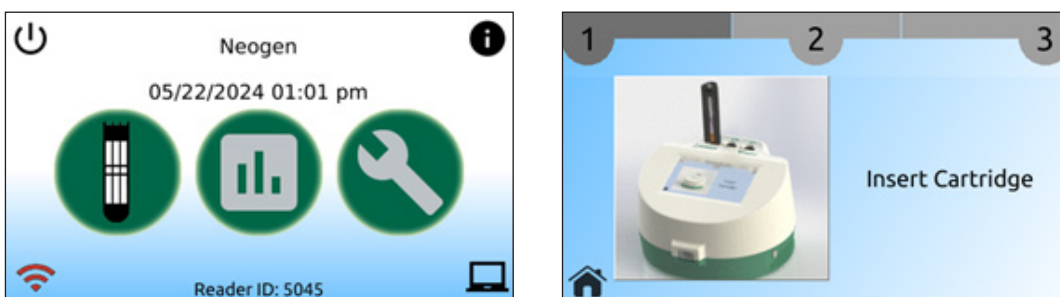 Neogen
05/22/2024 01:01 pm
Reader ID: 5045
1 2 3
Insert Cartridge